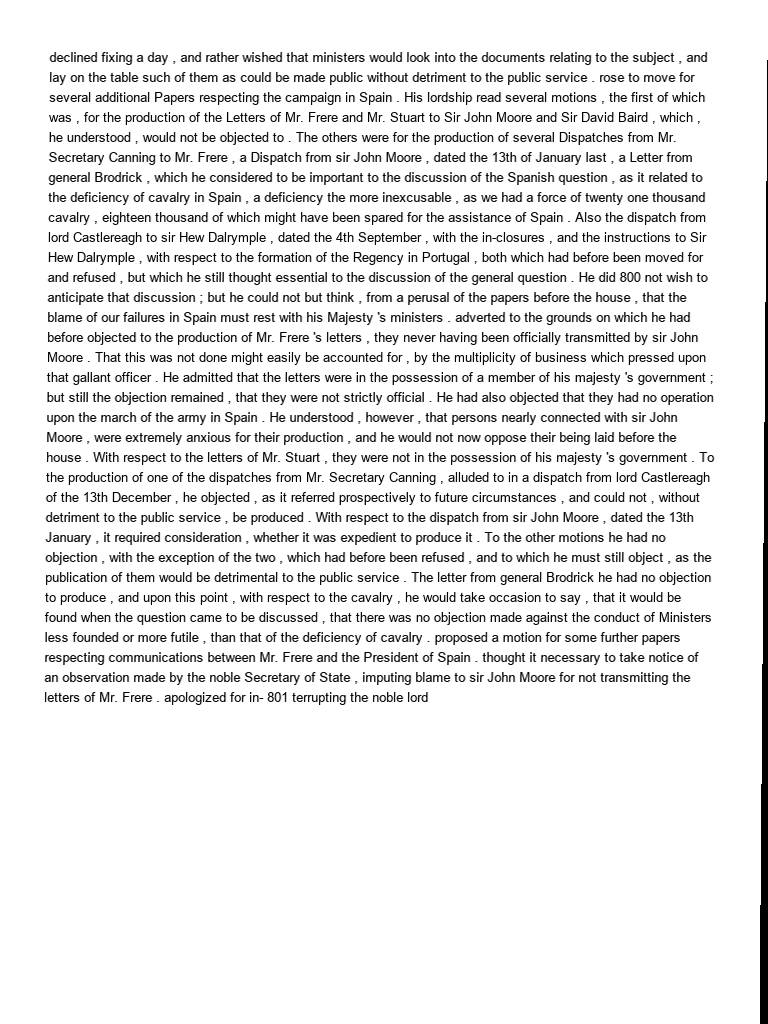 declined fixing a day , and rather wished that ministers would look into the documents relating to the subject , and
lay on the table such of them as could be made public without detriment to the public service . rose to move for
several additional Papers respecting the campaign in Spain . His lordship read several motions , the first of which
was , for the production of the Letters of Mr. Frere and Mr. Stuart to Sir John Moore and Sir David Baird , which ,
he understood , would not be objected to . The others were for the production of several Dispatches from Mr.
Secretary Canning to Mr. Frere , a Dispatch from sir John Moore , dated the 13th of January last , a Letter from
general Brodrick , which he considered to be important to the discussion of the Spanish question , as it related to
the deficiency of cavalry in Spain , a deficiency the more inexcusable , as we had a force of twenty one thousand
cavalry , eighteen thousand of which might have been spared for the assistance of Spain . Also the dispatch from
lord Castlereagh to sir Hew Dalrymple , dated the 4th September , with the in-closures , and the instructions to Sir
Hew Dalrymple , with respect to the formation of the Regency in Portugal , both which had before been moved for
and refused , but which he still thought essential to the discussion of the general question . He did 800 not wish to
anticipate that discussion ; but he could not but think , from a perusal of the papers before the house , that the
blame of our failures in Spain must rest with his Majesty 's ministers . adverted to the grounds on which he had
before objected to the production of Mr. Frere 's letters , they never having been officially transmitted by sir John
Moore . That this was not done might easily be accounted for , by the multiplicity of business which pressed upon
that gallant officer . He admitted that the letters were in the possession of a member of his majesty 's government ;
but still the objection remained , that they were not strictly official . He had also objected that they had no operation
upon the march of the army in Spain . He understood , however , that persons nearly connected with sir John
Moore , were extremely anxious for their production , and he would not now oppose their being laid before the
house . With respect to the letters of Mr. Stuart , they were not in the possession of his majesty 's government . To
the production of one of the dispatches from Mr. Secretary Canning , alluded to in a dispatch from lord Castlereagh
of the 13th December , he objected , as it referred prospectively to future circumstances , and could not , without
detriment to the public service , be produced . With respect to the dispatch from sir John Moore , dated the 13th
January , it required consideration , whether it was expedient to produce it . To the other motions he had no
objection , with the exception of the two , which had before been refused , and to which he must still object , as the
publication of them would be detrimental to the public service . The letter from general Brodrick he had no objection
to produce , and upon this point , with respect to the cavalry , he would take occasion to say , that it would be
found when the question came to be discussed , that there was no objection made against the conduct of Ministers
less founded or more futile , than that of the deficiency of cavalry . proposed a motion for some further papers
respecting communications between Mr. Frere and the President of Spain . thought it necessary to take notice of
an observation made by the noble Secretary of State , imputing blame to sir John Moore for not transmitting the
letters of Mr. Frere . apologized for in- 801 terrupting the noble lord